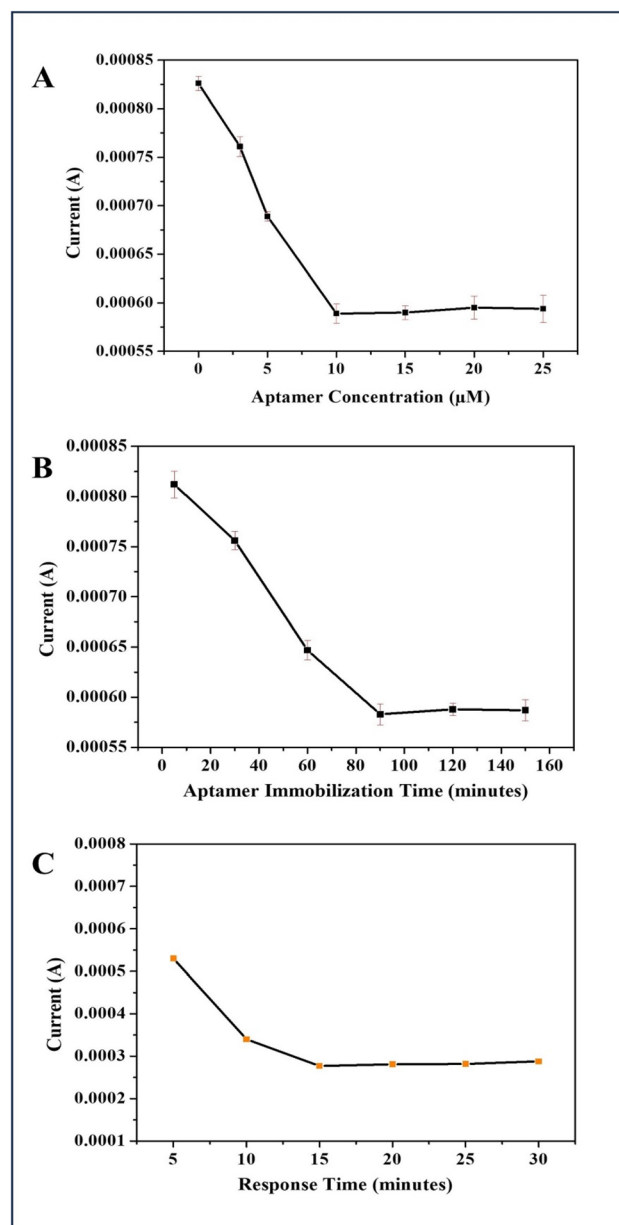 A
0.00085
0.00080
0.00075
0.00070
0.00065
0.00060
0.00055
Current (A)
0 5 10 15 20 25
Aptamer Concentration (µM)
B
0.00085
0.00080
0.00075
0.00070
0.00065
0.00060
0.00055
Current (A)
0 20 40 60 80 100 120 140 160
Aptamer Immobilization Time (minutes)
C
0.0008
0.0007
0.0006
0.0005
0.0004
0.0003
0.0002
0.0001
Current (A)
5 10 15 20 25 30
Response Time (minutes)